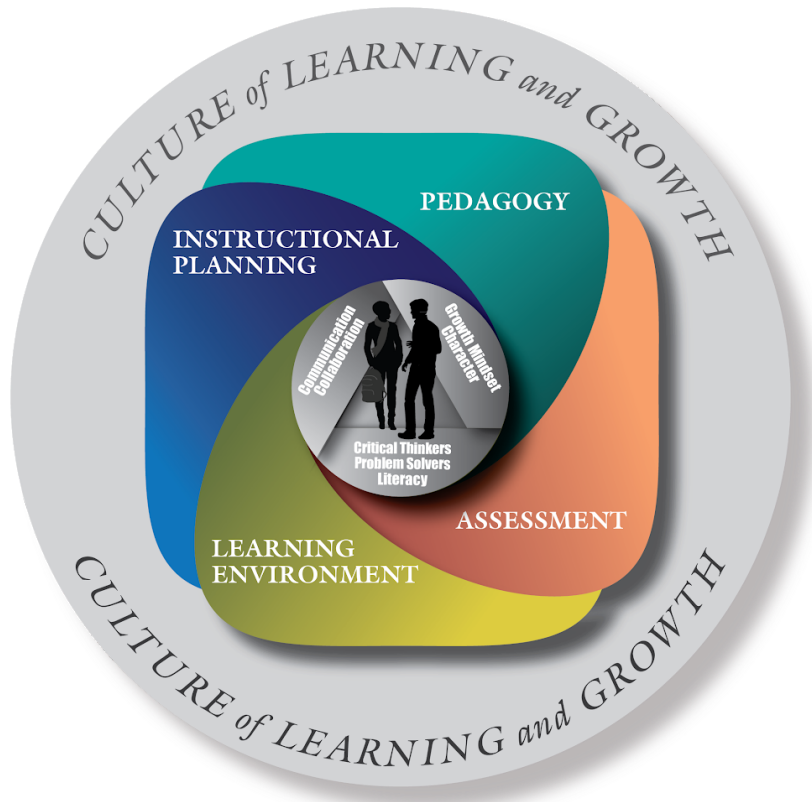 CULTURE of LEARNING and GROWTH
PEDAGOGY
INSTRUCTIONAL
PLANNING
Communication
Collaboration
Growth Mindset
Character
Critical Thinkers
Problem Solvers
Literacy
ASSESSMENT
LEARNING
ENVIRONMENT
CULTURE of LEARNING and GROWTH